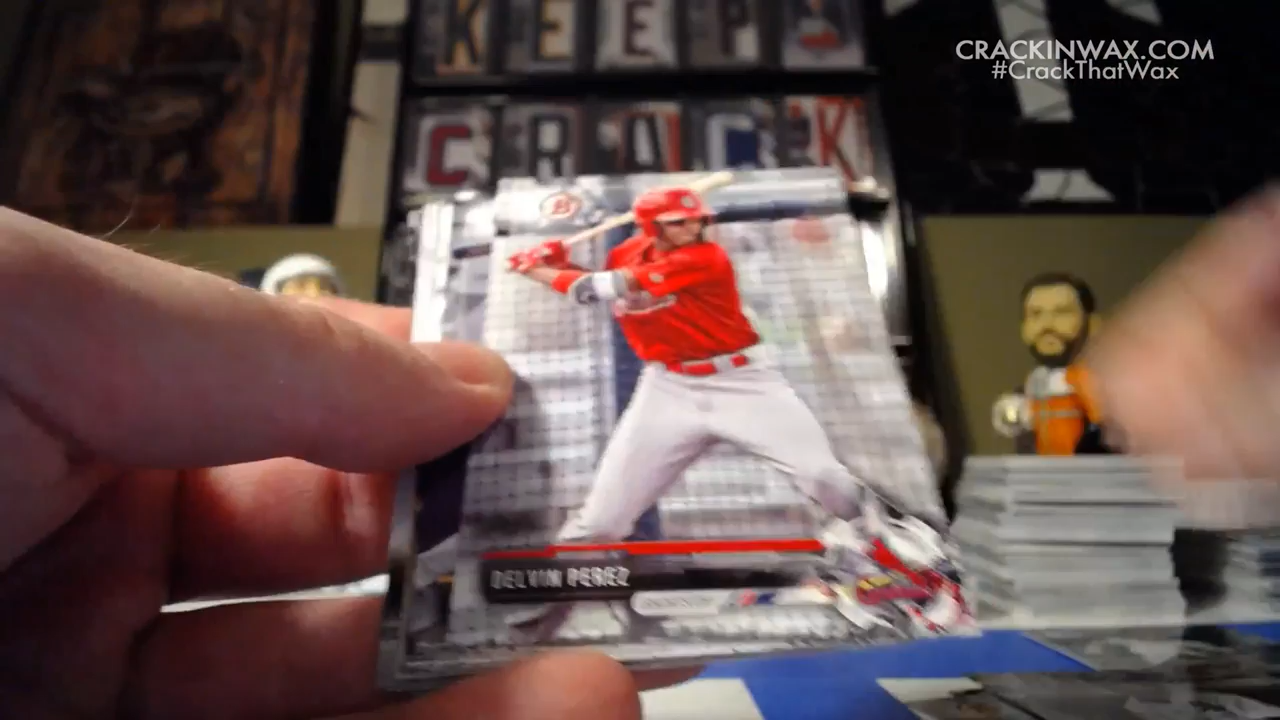 CRACKINWAX.COM
#CrackThatWax
KEEP
CRACK
B
DELVIN PEREZ